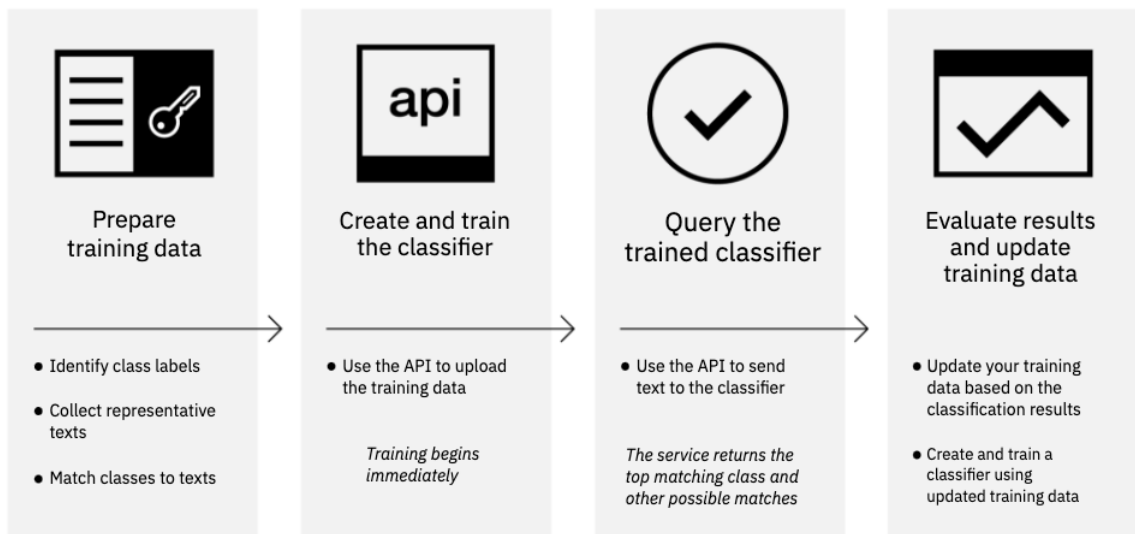 Prepare
training data
● Identify class labels
● Collect representative
texts
● Match classes to texts
api
Create and train
the classifier
● Use the API to upload
the training data
Training begins
immediately
Query the
trained classifier
● Use the API to send
text to the classifier
The service returns the
top matching class and
other possible matches
Evaluate results
and update
training data
● Update your training
data based on the
classification results
● Create and train a
classifier using
updated training data